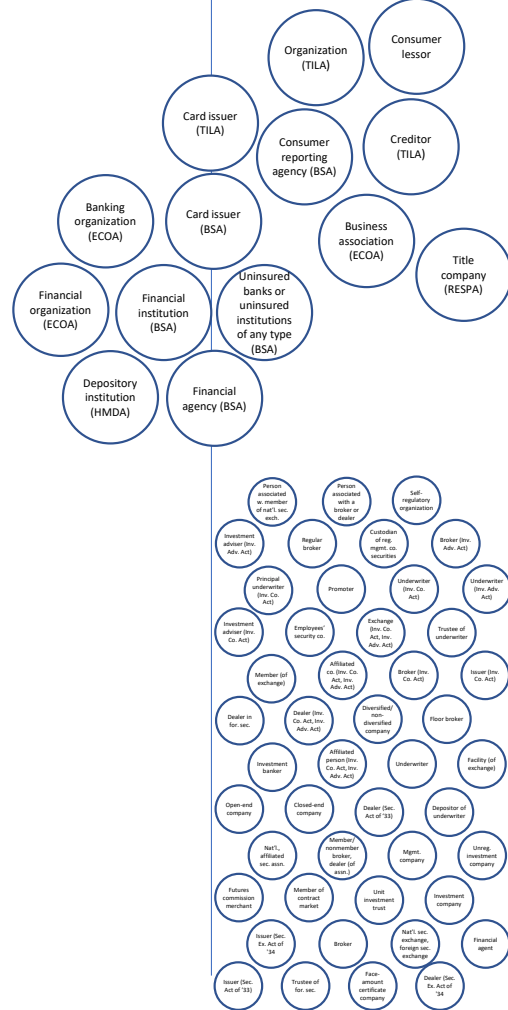 Organization
(TILA)
Consumer
lessor
Card issuer
(TILA)
Consumer
reporting
agency (BSA)
Creditor
(TILA)
Banking
organization
(ECOA)
Card issuer
(BSA)
Business
association
(ECOA)
Title
company
(RESPA)
Financial
organization
(ECOA)
Financial
institution
(BSA)
Uninsured
banks or
uninsured
institutions
of any type
(BSA)
Depository
institution
(HMDA)
Financial
agency (BSA)
Person
associated
w. member
of nat'l. sec.
exch.
Person
associated
with a
broker or
dealer
Self-
regulatory
organization
Investment
adviser (Inv.
Adv. Act)
Regular
broker
Custodian
of reg.
mgmt. co.
securities
Broker (Inv.
Adv. Act)
Principal
underwriter
(Inv. Co.
Act)
Promoter
Underwriter
(Inv. Co.
Act)
Underwriter
(Inv. Adv.
Act)
Investment
adviser (Inv.
Co. Act)
Employees'
security co.
Exchange
(Inv. Co.
Act, Inv.
Adv. Act)
Trustee of
underwriter
Member (of
exchange)
Affiliated
co. (Inv. Co.
Act, Inv.
Adv. Act)
Broker (Inv.
Co. Act)
Issuer (Inv.
Co. Act)
Dealer in
for. sec.
Dealer (Inv.
Co. Act, Inv.
Adv. Act)
Diversified/
non-
diversified
company
Floor broker
Investment
banker
Affiliated
person (Inv.
Co. Act, Inv.
Adv. Act)
Underwriter
Facility (of
exchange)
Open-end
company
Closed-end
company
Dealer (Sec.
Act of '33)
Depositor of
underwriter
Nat'l.,
affiliated
sec. assn.
Member/
nonmember
broker,
dealer (of
assn.)
Mgmt.
company
Unreg.
investment
company
Futures
commission
merchant
Member of
contract
market
Unit
investment
trust
Investment
company
Issuer (Sec.
Ex. Act of
'34
Broker
Nat'l. sec.
exchange,
foreign sec.
exchange
Financial
agent
Issuer (Sec.
Act of '33)
Trustee of
for. sec.
Face-
amount
certificate
company
Dealer (Sec.
Ex. Act of
'34